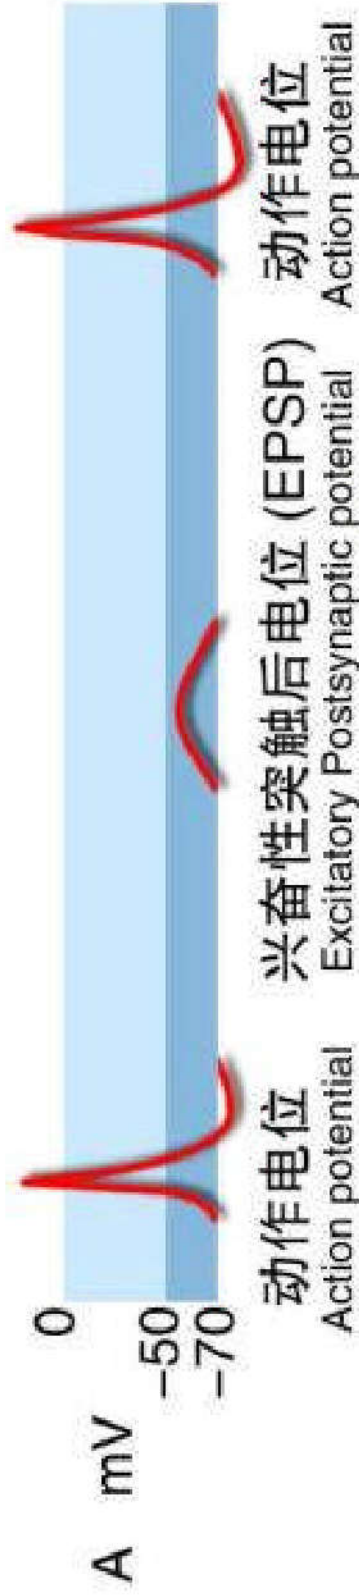 A mV
0
-50
-70
动作电位
Action potential
兴奋性突触后电位 (EPSP)
Excitatory Postsynaptic potential
动作电位
Action potential